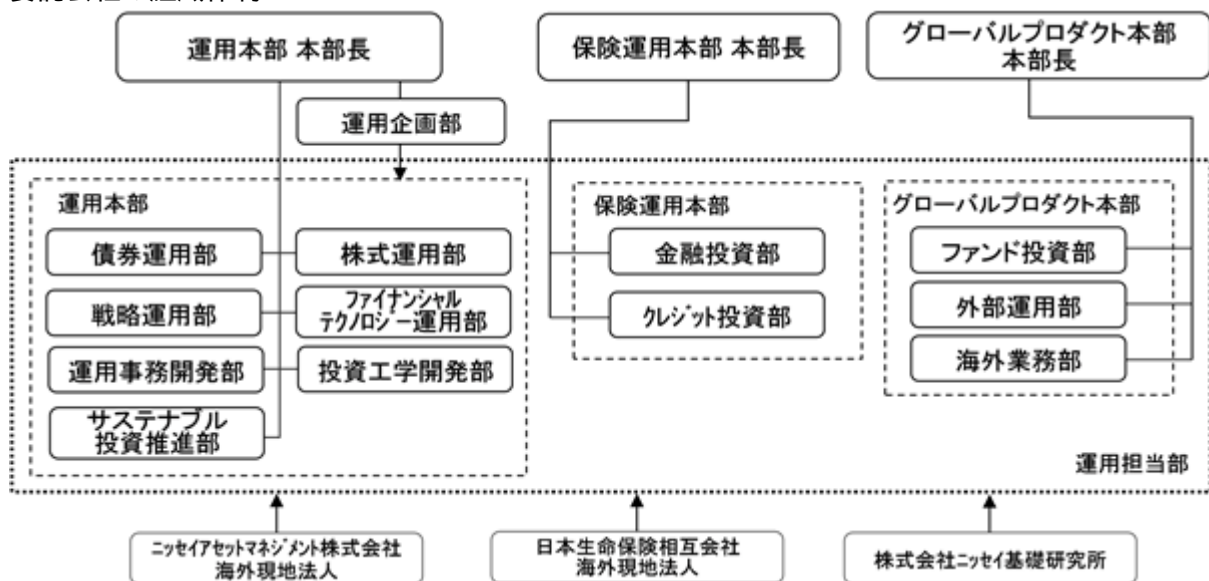 運用本部 本部長
保険運用本部 本部長
グローバルプロダクト本部
本部長
運用企画部
運用本部
保険運用本部
グローバルプロダクト本部
債券運用部
株式運用部
金融投資部
ファンド投資部
戦略運用部
ファイナンシャル
テクノロジー運用部
クレジット投資部
外部運用部
運用事務開発部
投資工学開発部
海外業務部
サステナブル
投資推進部
運用担当部
ニッセイアセットマネジメント株式会社
海外現地法人
日本生命保険相互会社
海外現地法人
株式会社ニッセイ基礎研究所